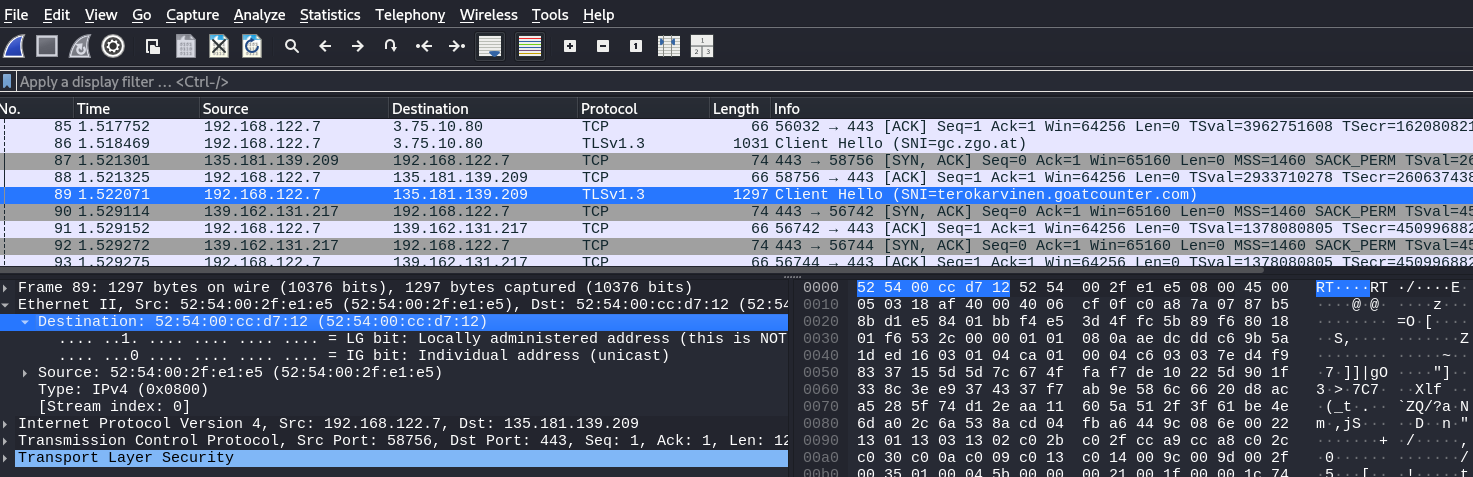 File Edit View Go Capture Analyze Statistics Telephony Wireless Tools Help
Apply a display filter … <Ctrl-/>
No. Time Source Destination Protocol Length Info
85 1.517752 192.168.122.7 3.75.10.80 TCP 66 56032 → 443 [ACK] Seq=1 Ack=1 Win=64256 Len=0 TSval=3962751608 TSecr=162080821
86 1.518469 192.168.122.7 3.75.10.80 TLSv1.3 1031 Client Hello (SNI=gc.zgo.at)
87 1.521301 135.181.139.209 192.168.122.7 TCP 74 443 → 58756 [SYN, ACK] Seq=0 Ack=1 Win=65160 Len=0 MSS=1460 SACK_PERM TSval=26
88 1.521325 192.168.122.7 135.181.139.209 TCP 66 58756 → 443 [ACK] Seq=1 Ack=1 Win=64256 Len=0 TSval=2933710278 TSecr=260637438
89 1.522071 192.168.122.7 135.181.139.209 TLSv1.3 1297 Client Hello (SNI=terokarvinen.goatcounter.com)
90 1.529114 139.162.131.217 192.168.122.7 TCP 74 443 → 56742 [SYN, ACK] Seq=0 Ack=1 Win=65160 Len=0 MSS=1460 SACK_PERM TSval=45
91 1.529152 192.168.122.7 139.162.131.217 TCP 66 56742 → 443 [ACK] Seq=1 Ack=1 Win=64256 Len=0 TSval=1378080805 TSecr=450996882
92 1.529272 139.162.131.217 192.168.122.7 TCP 74 443 → 56744 [SYN, ACK] Seq=0 Ack=1 Win=65160 Len=0 MSS=1460 SACK_PERM TSval=45
93 1.529275 192.168.122.7 139.162.131.217 TCP 66 56744 → 443 [ACK] Seq=1 Ack=1 Win=64256 Len=0 TSval=1378080805 TSecr=450996882
Frame 89: 1297 bytes on wire (10376 bits), 1297 bytes captured (10376 bits)
Ethernet II, Src: 52:54:00:2f:e1:e5 (52:54:00:2f:e1:e5), Dst: 52:54:00:cc:d7:12 (52:54
Destination: 52:54:00:cc:d7:12 (52:54:00:cc:d7:12)
.... ..1. .... .... .... .... = LG bit: Locally administered address (this is NOT
.... ...0 .... .... .... .... = IG bit: Individual address (unicast)
Source: 52:54:00:2f:e1:e5 (52:54:00:2f:e1:e5)
Type: IPv4 (0x0800)
[Stream index: 0]
Internet Protocol Version 4, Src: 192.168.122.7, Dst: 135.181.139.209
Transmission Control Protocol, Src Port: 58756, Dst Port: 443, Seq: 1, Ack: 1, Len: 12
Transport Layer Security
0000 52 54 00 cc d7 12 52 54 00 2f e1 e5 08 00 45 00 RT····RT ·/····E·
0010 05 03 18 af 40 00 40 06 cf 0f c0 a8 7a 07 87 b5 ····@·@· ····z···
0020 8b d1 e5 84 01 bb f4 e5 3d 4f fc 5b 89 f6 80 18 ········ =O·[····
0030 01 f6 53 2c 00 00 01 01 08 0a ae dc dd c6 9b 5a ··S,···· ·······Z
0040 1d ed 16 03 01 04 ca 01 00 04 c6 03 03 7e d4 f9 ········ ·····~··
0050 83 37 15 5d 5d 7c 67 4f fa f7 de 10 22 5d 90 1f ·7·]]|gO ····"]··
0060 33 8c 3e e9 37 43 37 f7 ab 9e 58 6c 66 20 d8 ac 3·>·7C7· ··Xlf ··
0070 a5 28 5f 74 d1 2e aa 11 60 5a 51 2f 3f 61 be 4e ·(_t·.·· `ZQ/?a·N
0080 6d a0 2c 6a 53 8a cd 04 fb a6 44 9c 08 6e 00 22 m·,jS··· ··D··n·"
0090 13 01 13 03 13 02 c0 2b c0 2f cc a9 cc a8 c0 2c ·······+ ·/·····,
00a0 c0 30 c0 0a c0 09 c0 13 c0 14 00 9c 00 9d 00 2f ·0······ ·······/
00b0 00 35 01 00 04 5b 00 00 00 21 00 1f 00 00 1c 74 ·5···[·· ·!·····t